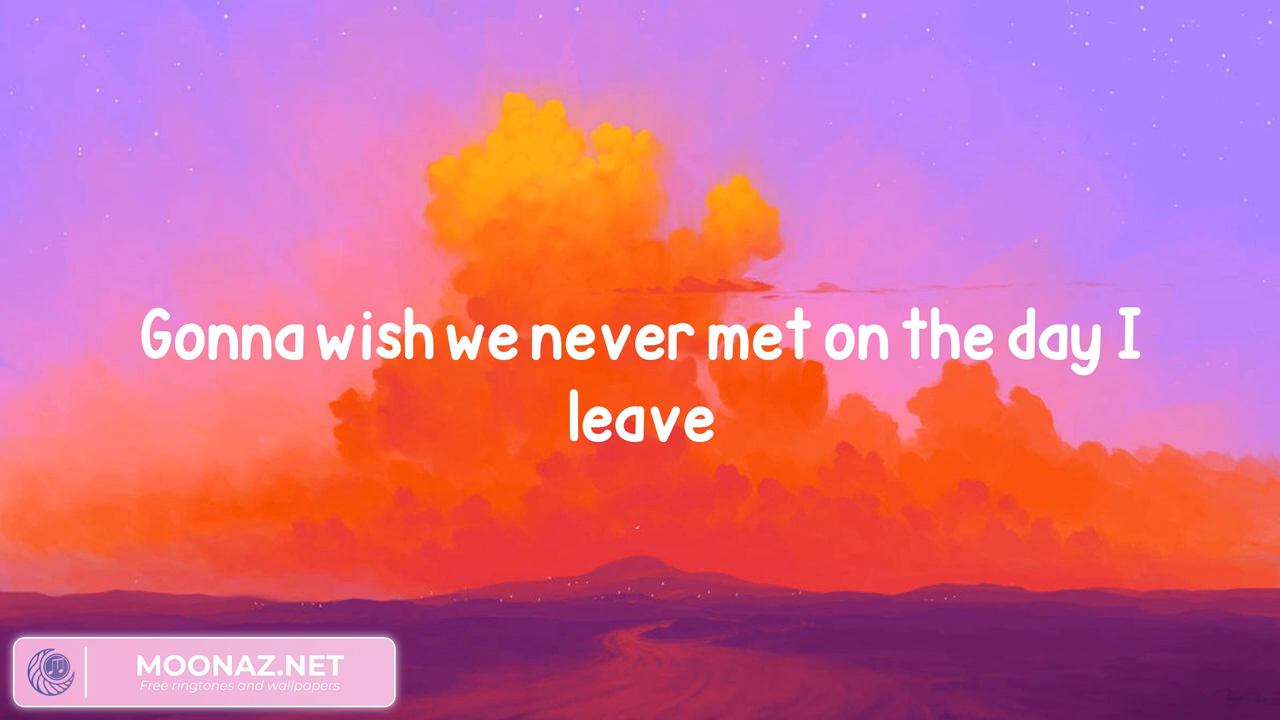 Gonna wish we never met on the day I
leave
MOONAZ.NET
Free ringtones and wallpapers